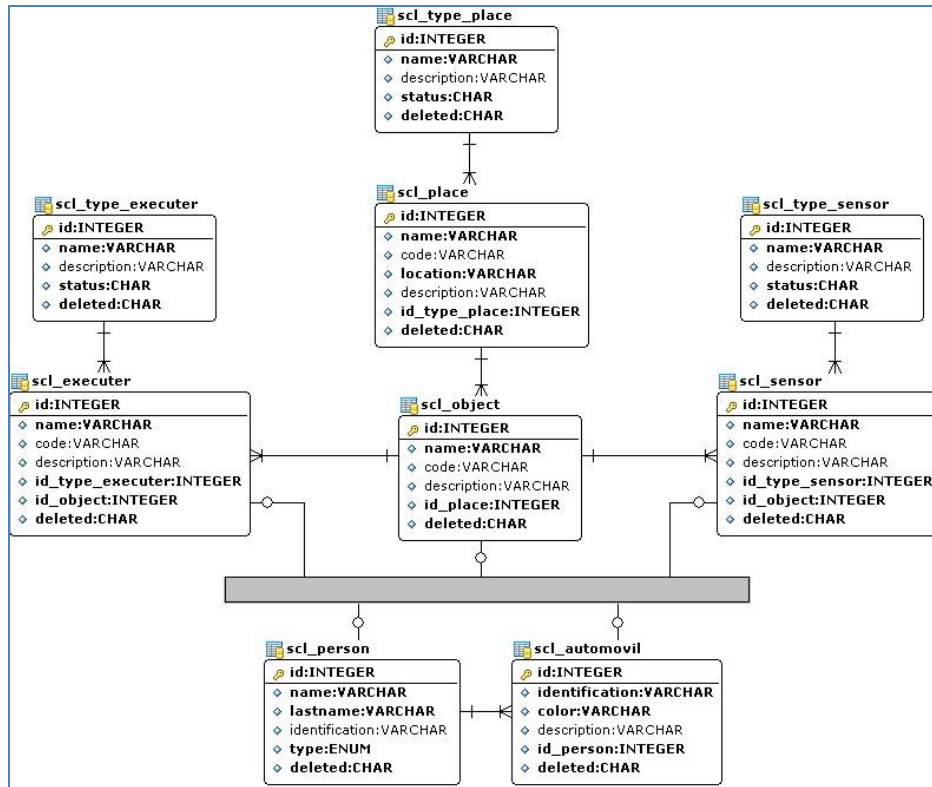 scl_type_place
id:INTEGER
name:VARCHAR
description:VARCHAR
status:CHAR
deleted:CHAR
scl_place
id:INTEGER
name:VARCHAR
code:VARCHAR
location:VARCHAR
description:VARCHAR
id_type_place:INTEGER
deleted:CHAR
scl_type_executer
id:INTEGER
name:VARCHAR
description:VARCHAR
status:CHAR
deleted:CHAR
scl_type_sensor
id:INTEGER
name:VARCHAR
description:VARCHAR
status:CHAR
deleted:CHAR
scl_executer
id:INTEGER
name:VARCHAR
code:VARCHAR
description:VARCHAR
id_type_executer:INTEGER
id_object:INTEGER
deleted:CHAR
scl_object
id:INTEGER
name:VARCHAR
code:VARCHAR
description:VARCHAR
id_place:INTEGER
deleted:CHAR
scl_sensor
id:INTEGER
name:VARCHAR
code:VARCHAR
description:VARCHAR
id_type_sensor:INTEGER
id_object:INTEGER
deleted:CHAR
scl_person
id:INTEGER
name:VARCHAR
lastname:VARCHAR
identification:VARCHAR
type:ENUM
deleted:CHAR
scl_automovil
id:INTEGER
identification:VARCHAR
color:VARCHAR
description:VARCHAR
id_person:INTEGER
deleted:CHAR